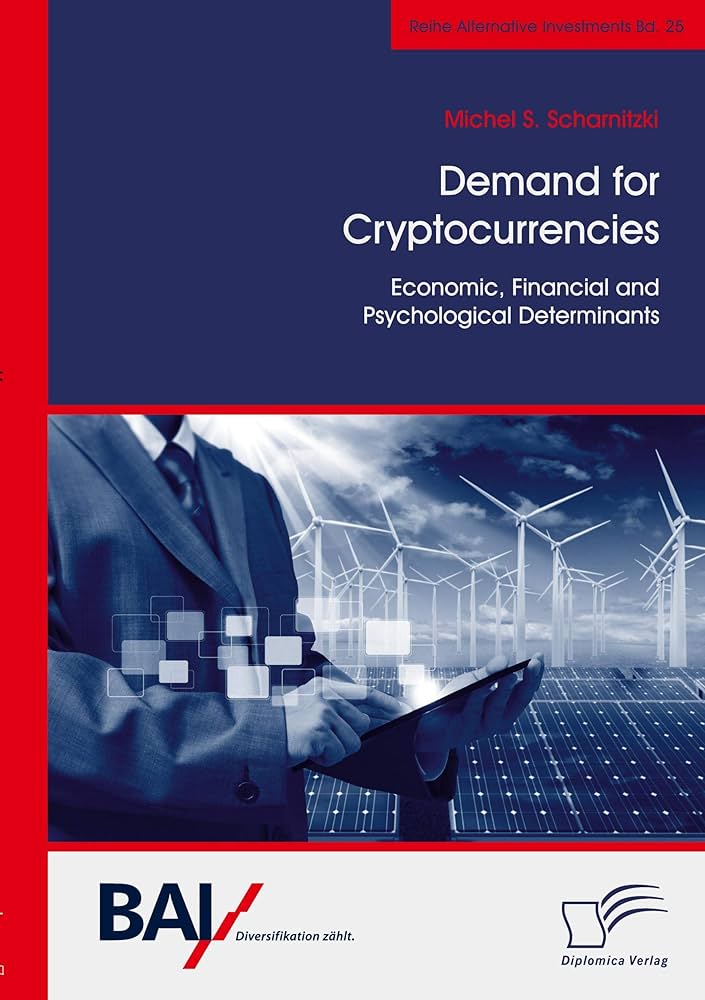 Reihe Alternative Investments Bd. 25
Michel S. Scharnitzki
Demand for
Cryptocurrencies
Economic, Financial and
Psychological Determinants
BAI
Diversifikation zählt.
Diplomica Verlag